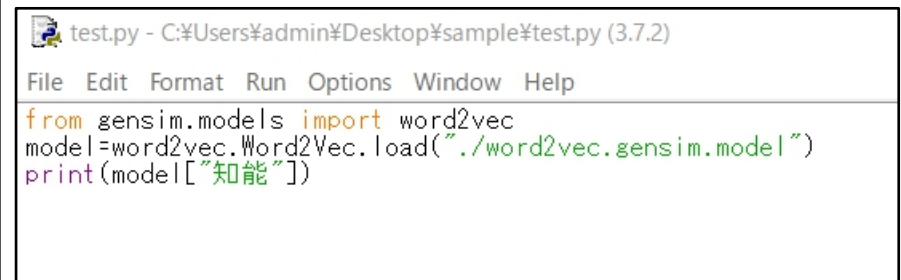 test.py - C:¥Users¥admin¥Desktop¥sample¥test.py (3.7.2)
File Edit Format Run Options Window Help
from gensim.models import word2vec
model=word2vec.Word2Vec.load("./word2vec.gensim.model")
print(model["知能"])